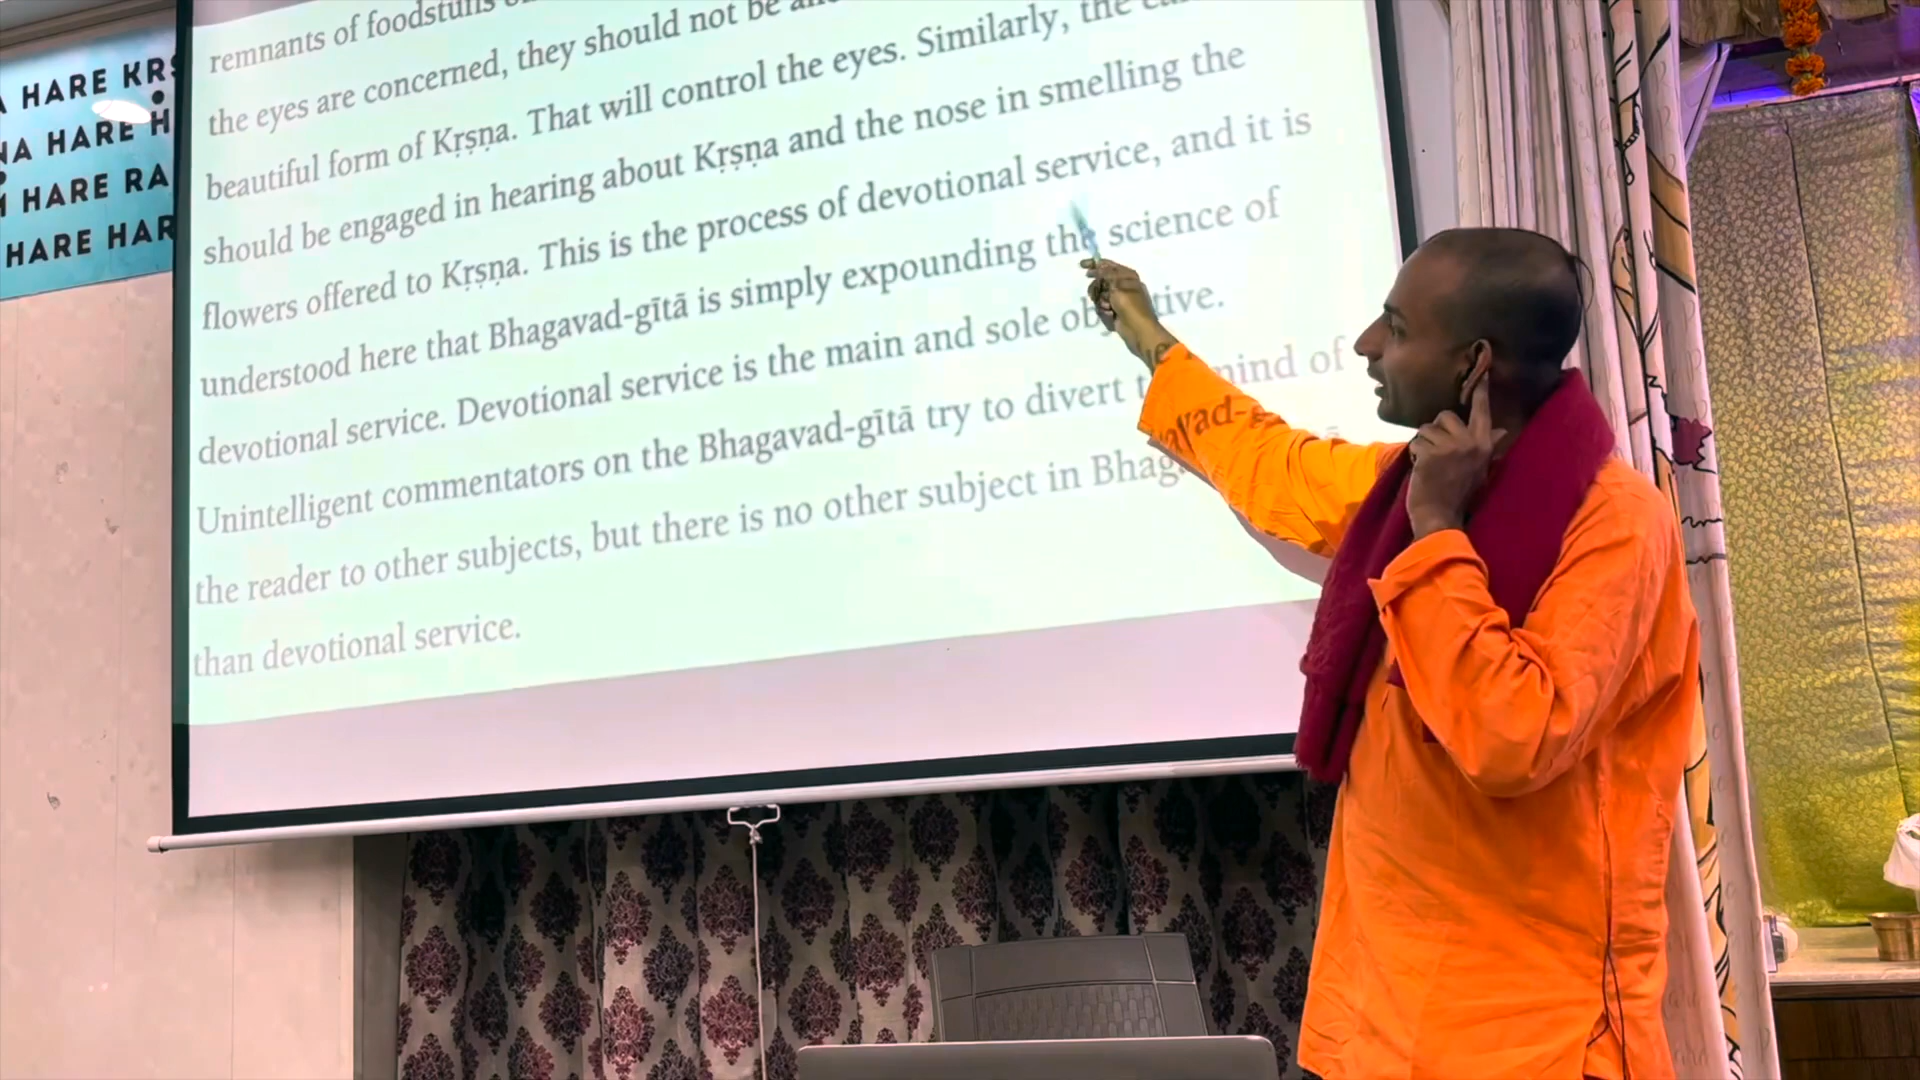 HARE KRṢ
HARE H
HARE RA
HARE HAR
remnants of foodstuffs
the eyes are concerned, they should not be
beautiful form of Kṛṣṇa. That will control the eyes. Similarly, the
should be engaged in hearing about Kṛṣṇa and the nose in smelling the
flowers offered to Kṛṣṇa. This is the process of devotional service, and it is
understood here that Bhagavad-gītā is simply expounding the science of
devotional service. Devotional service is the main and sole objective.
Unintelligent commentators on the Bhagavad-gītā try to divert the mind of
the reader to other subjects, but there is no other subject in Bhagavad-gītā
than devotional service.